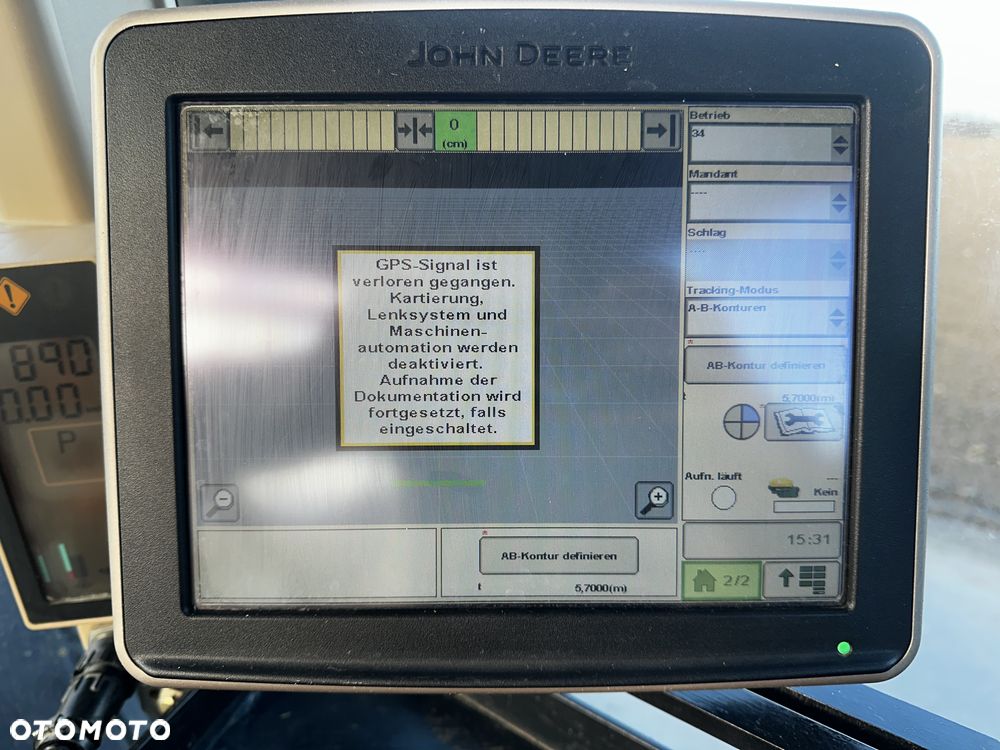 JOHN DEERE
0
(cm)
GPS-Signal ist
verloren gegangen.
Kartierung,
Lenksystem und
Maschinen-
automation werden
deaktiviert.
Aufnahme der
Dokumentation wird
fortgesetzt, falls
eingeschaltet.
Betrieb
34
Mandant
----
Schlag
----
Tracking-Modus
A-B-Konturen
AB-Kontur definieren
5,7000(m)
Aufn. läuft
---
Kein
15:31
2/2
AB-Kontur definieren
5,7000(m)
890
0.00
P
OTOMOTO